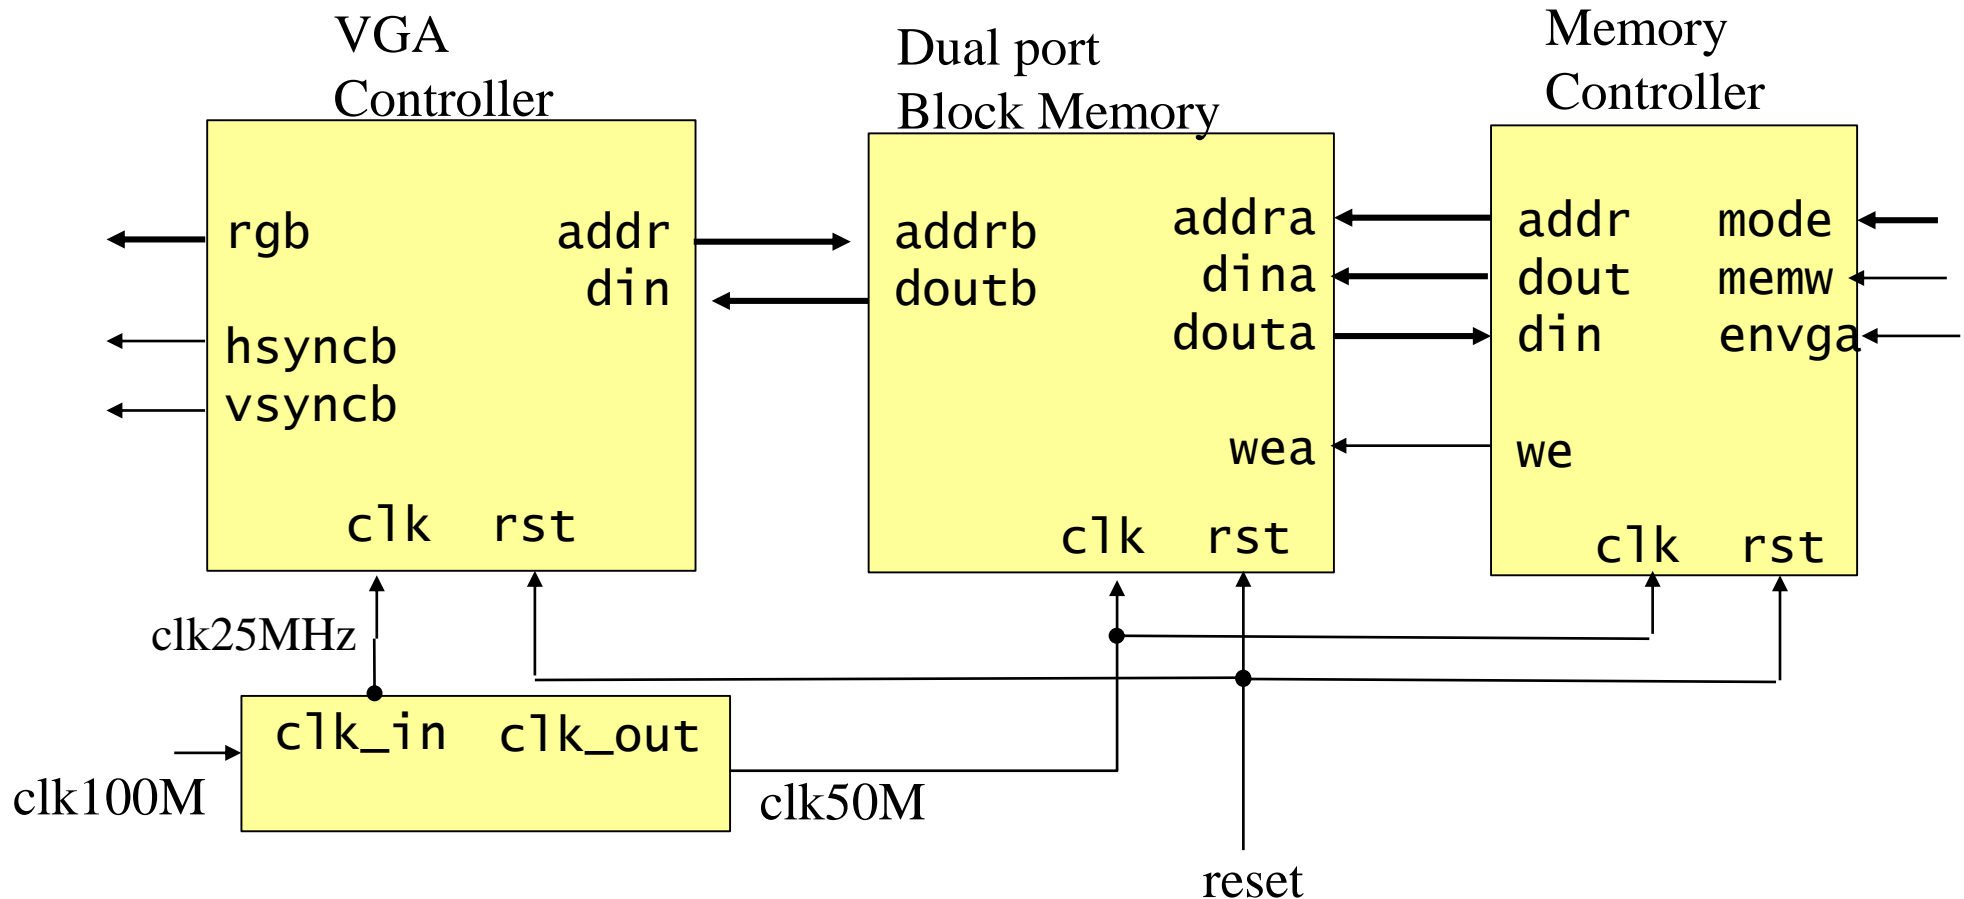 VGA
Controller
Dual port
Block Memory
Memory
Controller
rgb addr
din
hsyncb
vsyncb
clk rst
addrb addra
doutb dina
douta
wea
clk rst
addr mode
dout memw
din envga
we
clk rst
clk25MHz
clk_in clk_out
clk100M
clk50M
reset